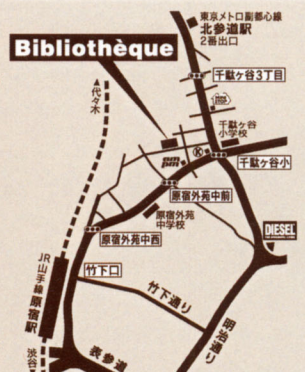 東京メトロ副都心線
北参道駅
2番出口
Bibliothèque
千駄ヶ谷3丁目
▲代々木
千駄ヶ谷
小学校
am
pm
K
千駄ヶ谷小
原宿外苑中前
原宿外苑
中学校
DIESEL
原宿外苑中西
竹下口
JR山手線
原宿駅
竹下通り
明治通り
表参道
渋谷